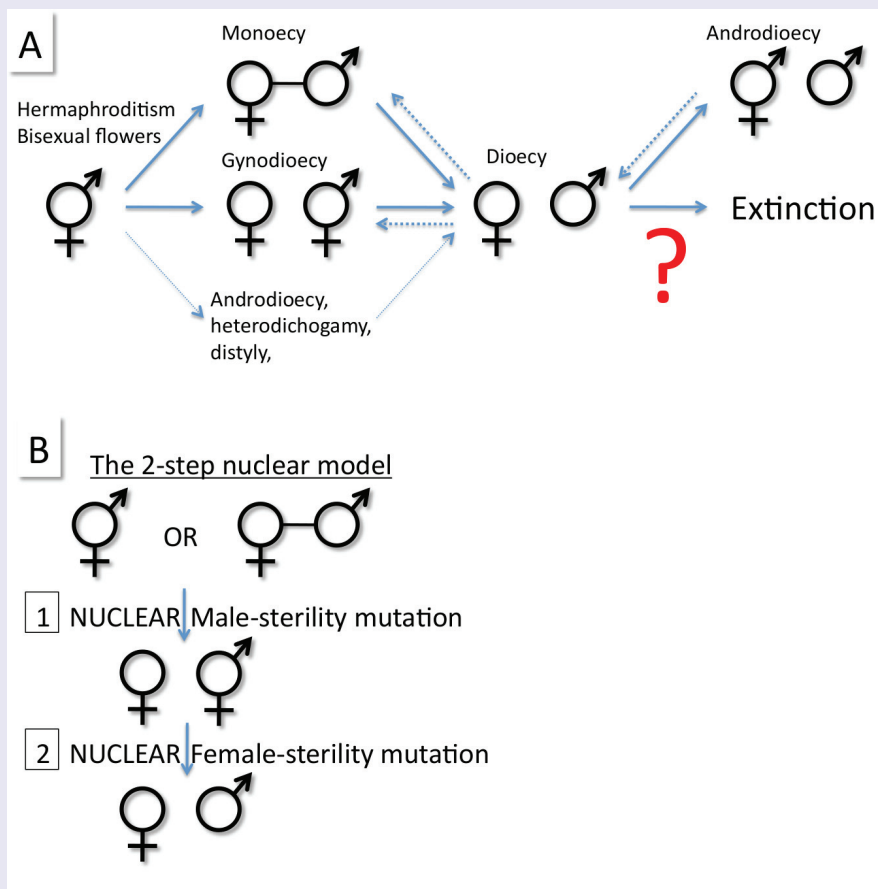 A
Monoecy
Androdioecy
Hermaphroditism
Bisexual flowers
Gynodioecy
Dioecy
Extinction
?
Androdioecy,
heterodichogamy,
distyly,
B
The 2-step nuclear model
OR
1 NUCLEAR Male-sterility mutation
2 NUCLEAR Female-sterility mutation